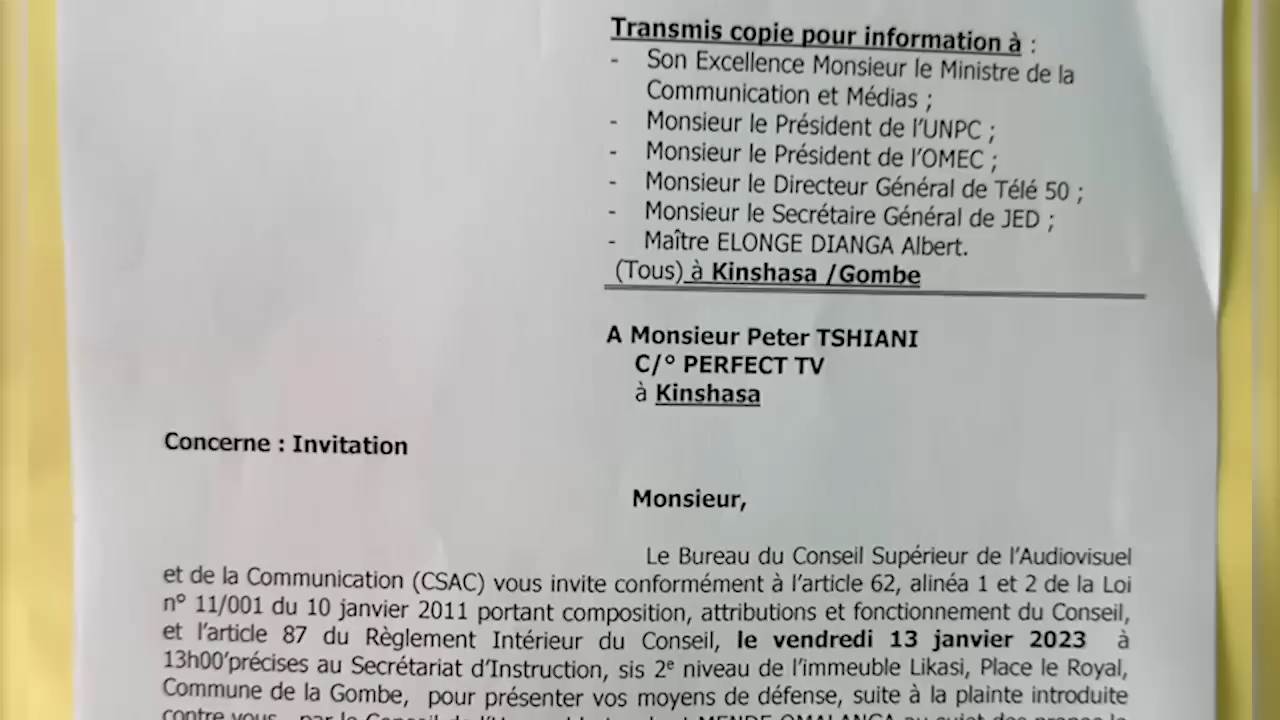 Transmis copie pour information à :
- Son Excellence Monsieur le Ministre de la
Communication et Médias ;
- Monsieur le Président de l'UNPC ;
- Monsieur le Président de l'OMEC ;
- Monsieur le Directeur Général de Télé 50 ;
- Monsieur le Secrétaire Général de JED ;
- Maître ELONGE DIANGA Albert.
(Tous) à Kinshasa /Gombe
A Monsieur Peter TSHIANI
C/° PERFECT TV
à Kinshasa
Concerne : Invitation
Monsieur,
Le Bureau du Conseil Supérieur de l'Audiovisuel
et de la Communication (CSAC) vous invite conformément à l'article 62, alinéa 1 et 2 de la Loi
n° 11/001 du 10 janvier 2011 portant composition, attributions et fonctionnement du Conseil,
et l'article 87 du Règlement Intérieur du Conseil, le vendredi 13 janvier 2023 à
13h00'précises au Secrétariat d'Instruction, sis 2e niveau de l'immeuble Likasi, Place le Royal,
Commune de la Gombe, pour présenter vos moyens de défense, suite à la plainte introduite
contre vous par le Conseil de